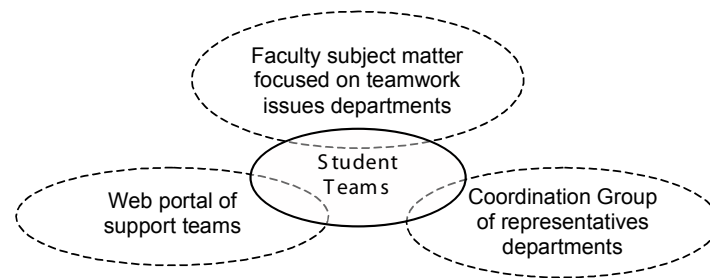 Faculty subject matter
focused on teamwork
issues departments
Student
Teams
Web portal of
support teams
Coordination Group
of representatives
departments